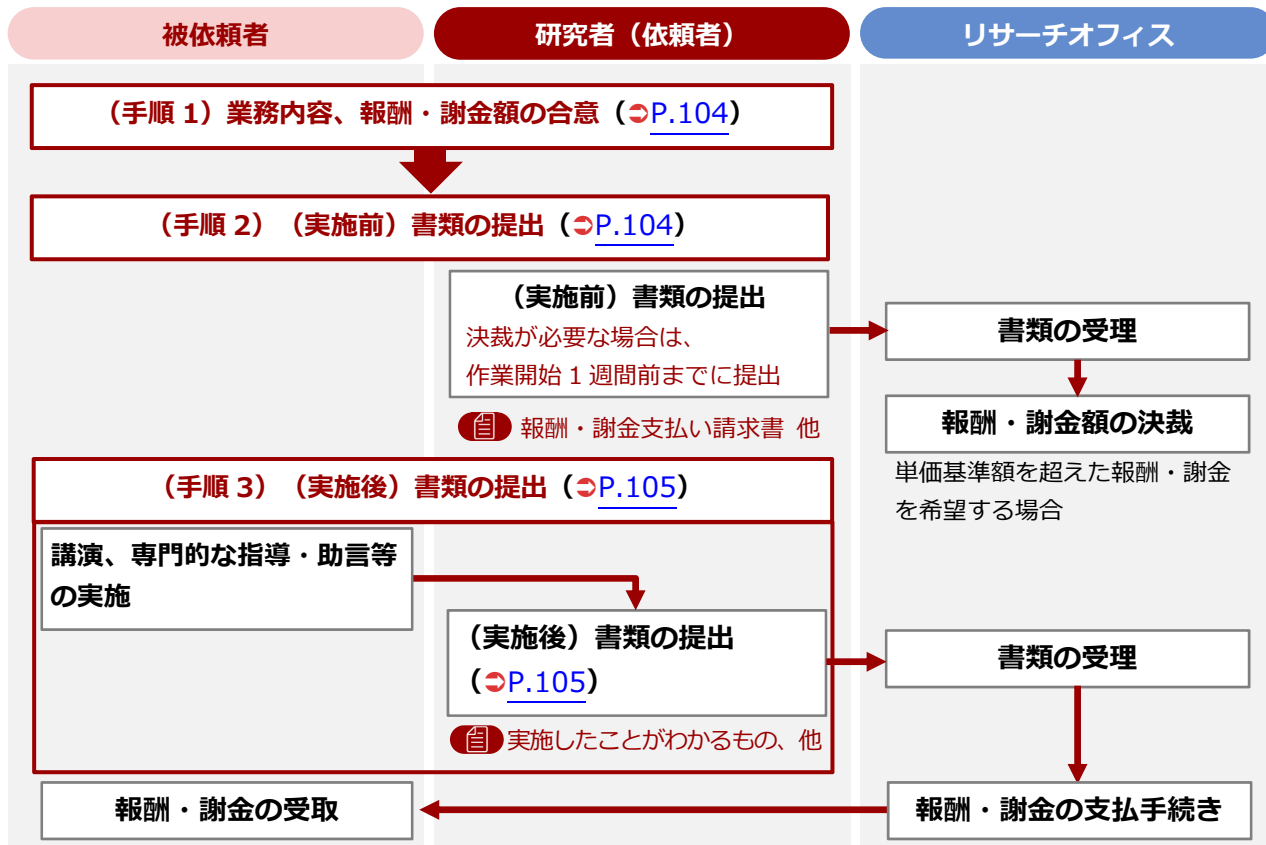 被依頼者
研究者（依頼者）
リサーチオフィス
（手順 1）業務内容、報酬・謝金額の合意（➲P.104）
（手順 2）（実施前）書類の提出（➲P.104）
（実施前）書類の提出
決裁が必要な場合は、
作業開始 1 週間前までに提出
報酬・謝金支払い請求書 他
書類の受理
報酬・謝金額の決裁
単価基準額を超えた報酬・謝金
を希望する場合
（手順 3）（実施後）書類の提出（➲P.105）
講演、専門的な指導・助言等
の実施
（実施後）書類の提出
（➲P.105）
実施したことがわかるもの、他
書類の受理
報酬・謝金の支払手続き
報酬・謝金の受取